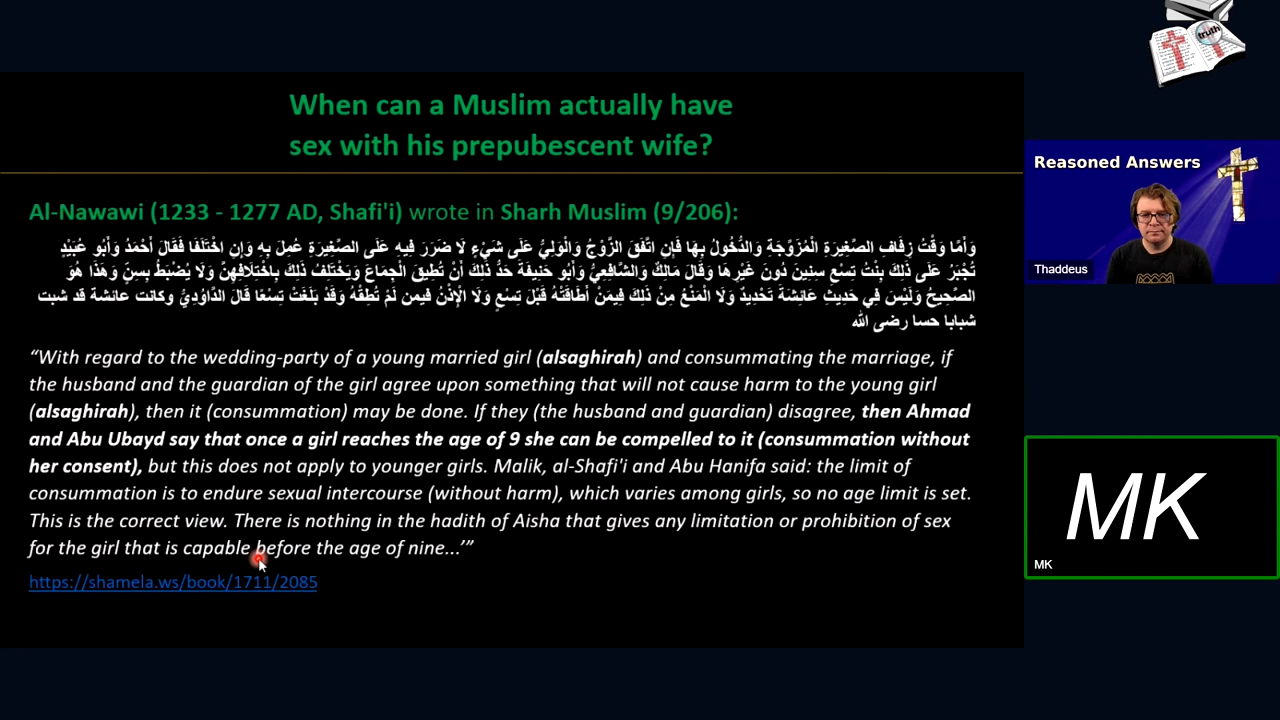 truth
When can a Muslim actually have
sex with his prepubescent wife?
Al-Nawawi (1233 - 1277 AD, Shafi'i) wrote in Sharh Muslim (9/206):
وَأَمَّا وَقْتُ زِفَافِ الصَّغِيرَةِ الْمُزَوَّجَةِ وَالدُّخُولِ بِهَا فَإِنِ اتَّفَقَ الزَّوْجُ وَالْوَلِيُّ عَلَى شَيْءٍ لَا ضَرَرَ فِيهِ عَلَى الصَّغِيرَةِ عُمِلَ بِهِ وَإِنِ اخْتَلَفَا فَقَالَ أَحْمَدُ وَأَبُو عُبَيْدٍ
تُجْبَرُ عَلَى ذَلِكَ بِنْتُ تِسْعِ سِنِينَ دُونَ غَيْرِهَا وَقَالَ مَالِكٌ وَالشَّافِعِيُّ وَأَبُو حَنِيفَةَ حَدُّ ذَلِكَ أَنْ تُطِيقَ الْجِمَاعَ وَيَخْتَلِفُ ذَلِكَ بِاخْتِلَافِهِنَّ وَلَا يُضْبَطُ بِسِنٍّ وَهَذَا هُوَ
الصَّحِيحُ وَلَيْسَ فِي حَدِيثِ عَائِشَةَ تَحْدِيدٌ وَلَا الْمَنْعُ مِنْ ذَلِكَ فِيمَنْ أَطَاقَتْهُ قَبْلَ تِسْعٍ وَلَا الْإِذْنُ فيمن لَمْ تُطِقْهُ وَقَدْ بَلَغَتْ تِسْعًا قَالَ الدَّاوُدِيُّ وكانت عائشة قد شبت
شبابا حسا رضى الله
“With regard to the wedding-party of a young married girl (alsaghirah) and consummating the marriage, if
the husband and the guardian of the girl agree upon something that will not cause harm to the young girl
(alsaghirah), then it (consummation) may be done. If they (the husband and guardian) disagree, then Ahmad
and Abu Ubayd say that once a girl reaches the age of 9 she can be compelled to it (consummation without
her consent), but this does not apply to younger girls. Malik, al-Shafi'i and Abu Hanifa said: the limit of
consummation is to endure sexual intercourse (without harm), which varies among girls, so no age limit is set.
This is the correct view. There is nothing in the hadith of Aisha that gives any limitation or prohibition of sex
for the girl that is capable before the age of nine...’”
https://shamela.ws/book/1711/2085
Reasoned Answers
Thaddeus
MK
MK